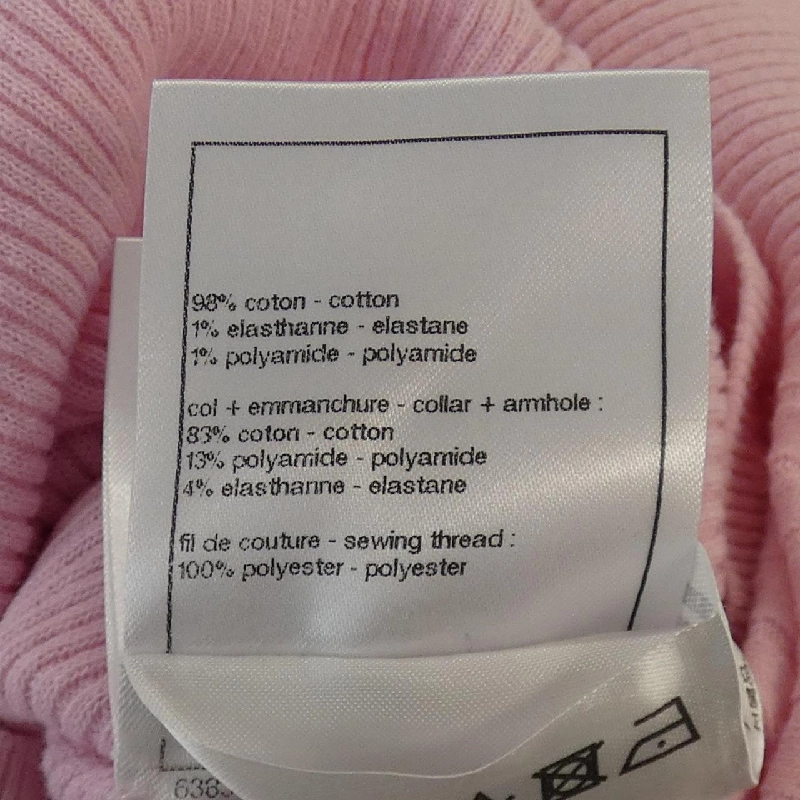 98% coton - cotton
1% elasthanne - elastane
1% polyamide - polyamide
col + emmanchure - collar + armhole :
83% coton - cotton
13% polyamide - polyamide
4% elasthanne - elastane
fil de couture - sewing thread :
100% polyester - polyester